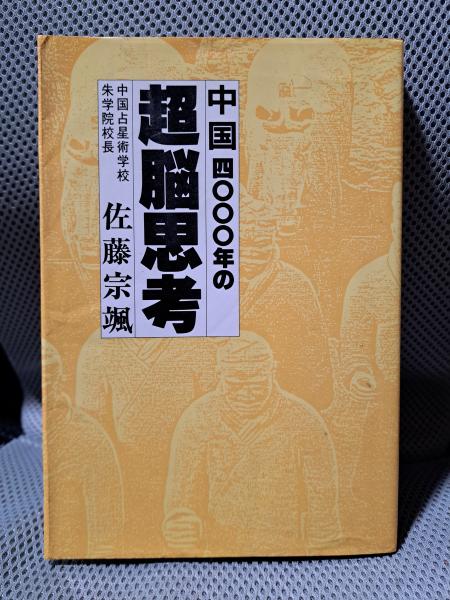 中国四〇〇〇年の
超脳思考
中国占星術学校
朱学院校長
佐藤宗颯